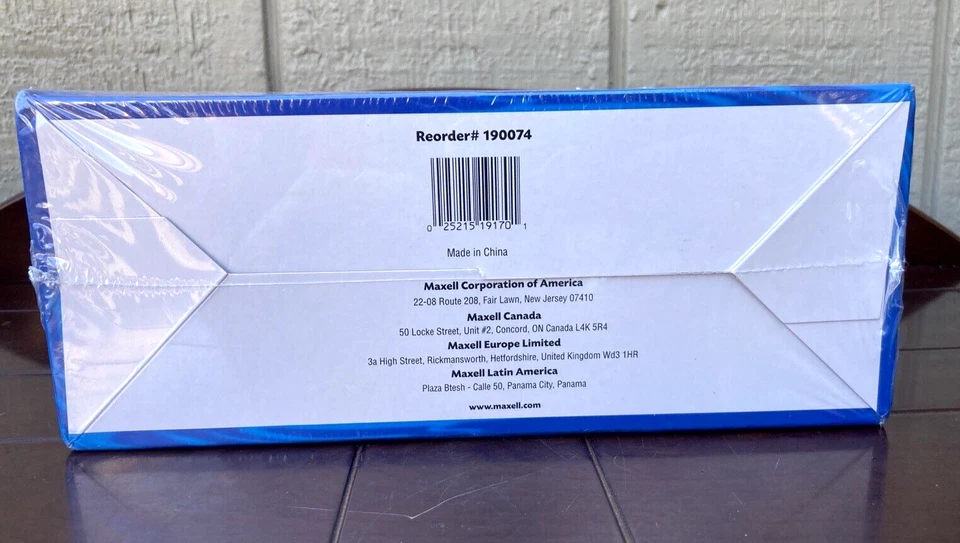 Reorder# 190074
0 25215 19170 1
Made in China
Maxell Corporation of America
22-08 Route 208, Fair Lawn, New Jersey 07410
Maxell Canada
50 Locke Street, Unit #2, Concord, ON Canada L4K 5R4
Maxell Europe Limited
3a High Street, Rickmansworth, Hetfordshire, United Kingdom Wd3 1HR
Maxell Latin America
Plaza Btesh - Calle 50, Panama City, Panama
www.maxell.com